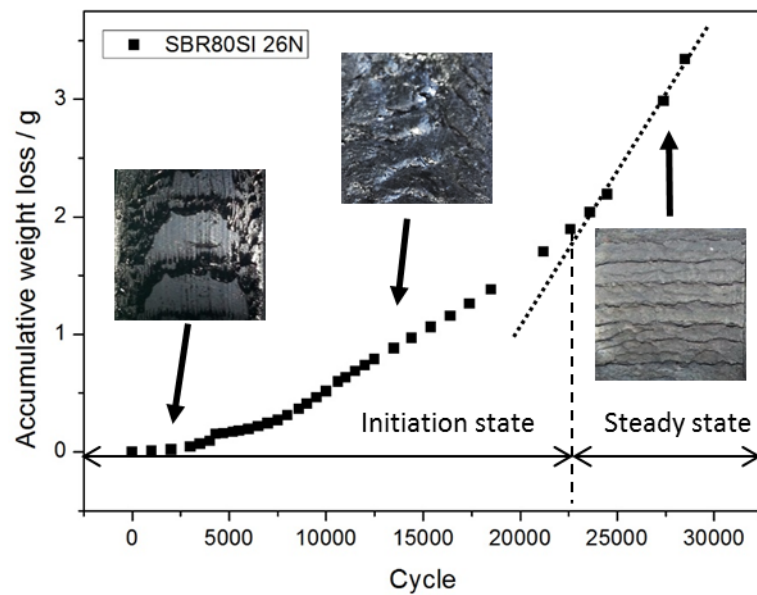 SBR80SI 26N
Accumulative weight loss / g
3
2
1
0
Initiation state
Steady state
0 5000 10000 15000 20000 25000 30000
Cycle